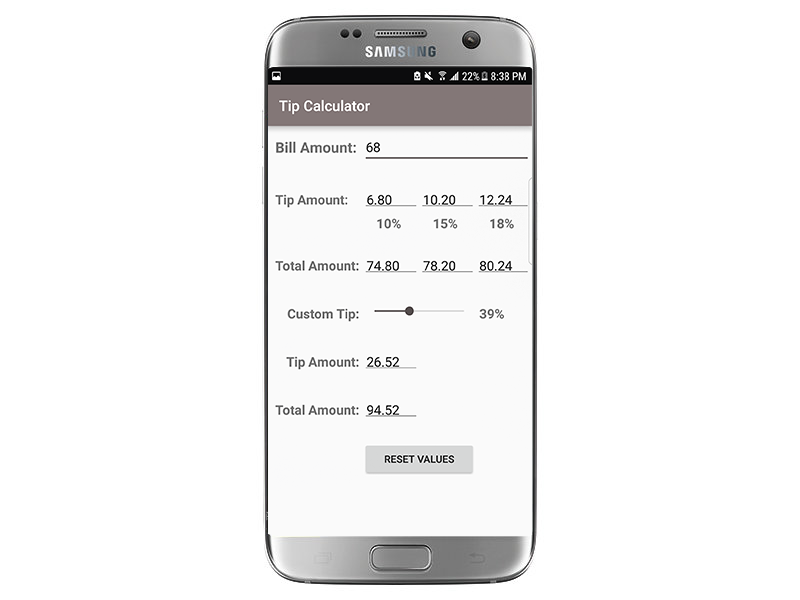 SAMSUNG
22% 8:38 PM
Tip Calculator
Bill Amount: 68
Tip Amount: 6.80 10.20 12.24
10% 15% 18%
Total Amount: 74.80 78.20 80.24
Custom Tip: 39%
Tip Amount: 26.52
Total Amount: 94.52
RESET VALUES